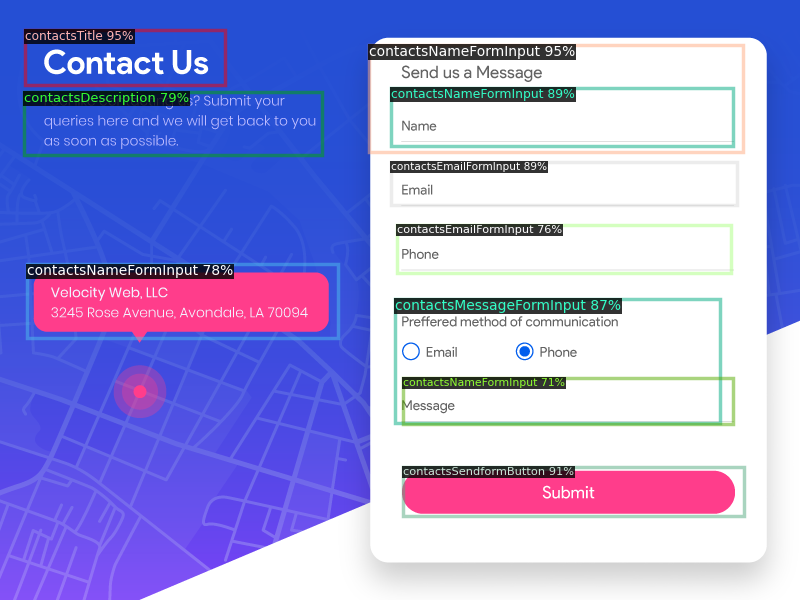 contactsTitle 95%
Contact Us
contactsDescription 79%
s? Submit your
queries here and we will get back to you
as soon as possible.
contactsNameFormInput 78%
Velocity Web, LLC
3245 Rose Avenue, Avondale, LA 70094
contactsNameFormInput 95%
Send us a Message
contactsNameFormInput 89%
Name
contactsEmailFormInput 89%
Email
contactsEmailFormInput 76%
Phone
contactsMessageFormInput 87%
Preffered method of communication
Email
Phone
contactsNameFormInput 71%
Message
contactsSendformButton 91%
Submit